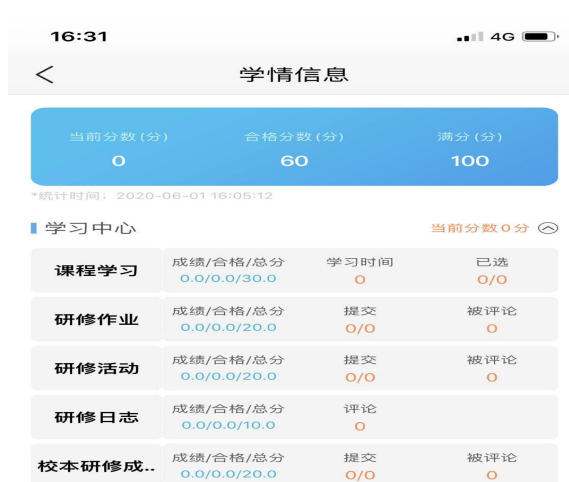 16:31 4G
学情信息
当前分数(分) 合格分数(分) 满分(分)
0 60 100
*统计时间：2020-06-01 16:05:12
学习中心 当前分数0分
课程学习 成绩/合格/总分 学习时间 已选
0.0/0.0/30.0 0 0/0
研修作业 成绩/合格/总分 提交 被评论
0.0/0.0/20.0 0/0 0
研修活动 成绩/合格/总分 提交 被评论
0.0/0.0/20.0 0/0 0
研修日志 成绩/合格/总分 评论
0.0/0.0/10.0 0
校本研修成.. 成绩/合格/总分 提交 被评论
0.0/0.0/20.0 0/0 0